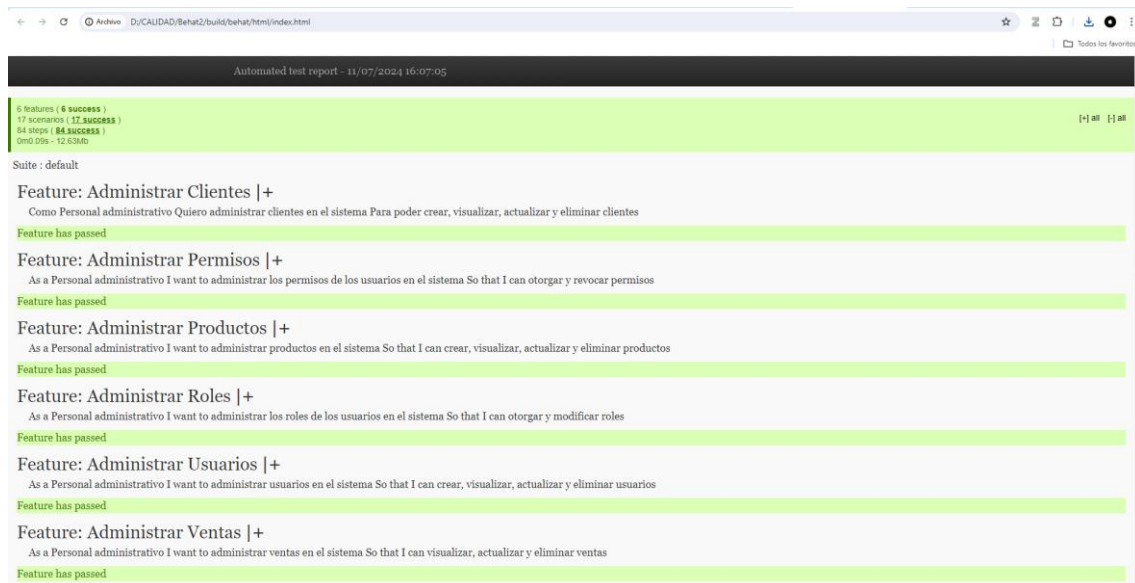 Archivo D:/CALIDAD/Behat2/build/behat/html/index.html
Todos los favoritos
Automated test report - 11/07/2024 16:07:05
6 features ( 6 success )
17 scenarios ( 17 success )
84 steps ( 84 success )
0m0.09s - 12.63Mb
[+] all [-] all
Suite : default
Feature: Administrar Clientes |+
Como Personal administrativo Quiero administrar clientes en el sistema Para poder crear, visualizar, actualizar y eliminar clientes
Feature has passed
Feature: Administrar Permisos |+
As a Personal administrativo I want to administrar los permisos de los usuarios en el sistema So that I can otorgar y revocar permisos
Feature has passed
Feature: Administrar Productos |+
As a Personal administrativo I want to administrar productos en el sistema So that I can crear, visualizar, actualizar y eliminar productos
Feature has passed
Feature: Administrar Roles |+
As a Personal administrativo I want to administrar los roles de los usuarios en el sistema So that I can otorgar y modificar roles
Feature has passed
Feature: Administrar Usuarios |+
As a Personal administrativo I want to administrar usuarios en el sistema So that I can crear, visualizar, actualizar y eliminar usuarios
Feature has passed
Feature: Administrar Ventas |+
As a Personal administrativo I want to administrar ventas en el sistema So that I can visualizar, actualizar y eliminar ventas
Feature has passed